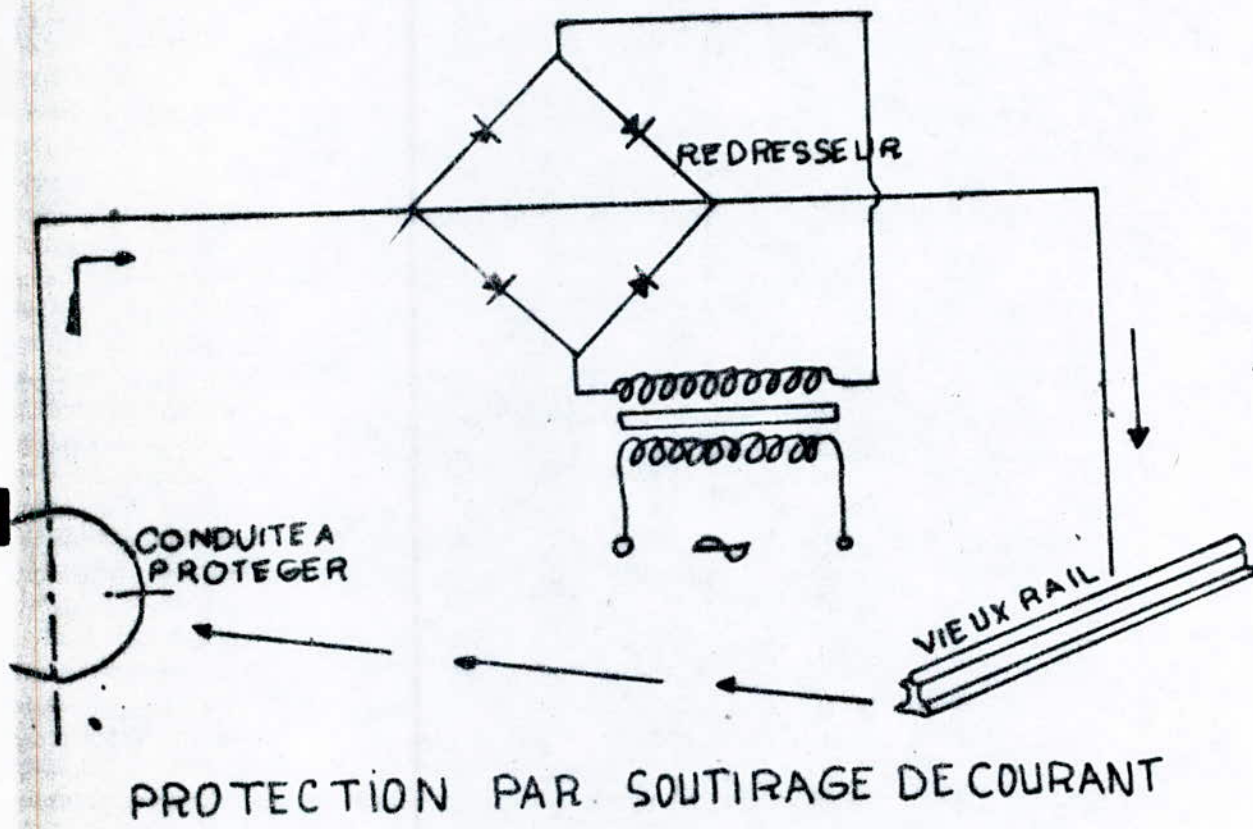 REDRESSEUR
CONDUITE A
PROTEGER
VIEUX RAIL
PROTECTION PAR SOUTIRAGE DE COURANT